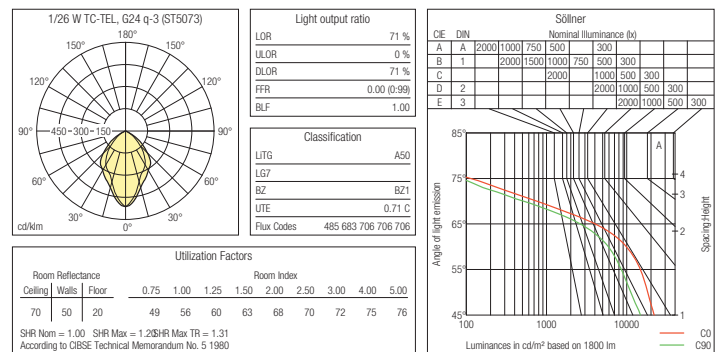 1/26 W TC-TEL, G24 q-3 (ST5073)
180°
150° 150°
120° 120°
90° 450 300 150 90°
60° 60°
30° 30°
0°
cd/klm
Light output ratio
LOR 71 %
ULOR 0 %
DLOR 71 %
FFR 0.00 (0:99)
BLF 1.00
Classification
LiTG A50
LG7
BZ BZ1
UTE 0.71 C
Flux Codes 485 683 706 706 706
Utilization Factors
Room Reflectance Room Index
Ceiling Walls Floor 0.75 1.00 1.25 1.50 2.00 2.50 3.00 4.00 5.00
70 50 20 49 56 60 63 68 70 72 75 76
SHR Nom = 1.00 SHR Max = 1.20 SHR Max TR = 1.31
According to CIBSE Technical Memorandum No. 5 1980
Söllner
CIE DIN Nominal Illuminance (lx)
A A 2000 1000 750 500 300
B 1 2000 1500 1000 750 500 300
C 2000 1000 500 300
D 2 2000 1000 500 300
E 3 2000 1000 500 300
85°
A
75°
4
3
65°
2
55°
45°
1
Angle of light emission
Spacing:Height
100 1000 10000
Luminances in cd/m² based on 1800 lm
C0
C90